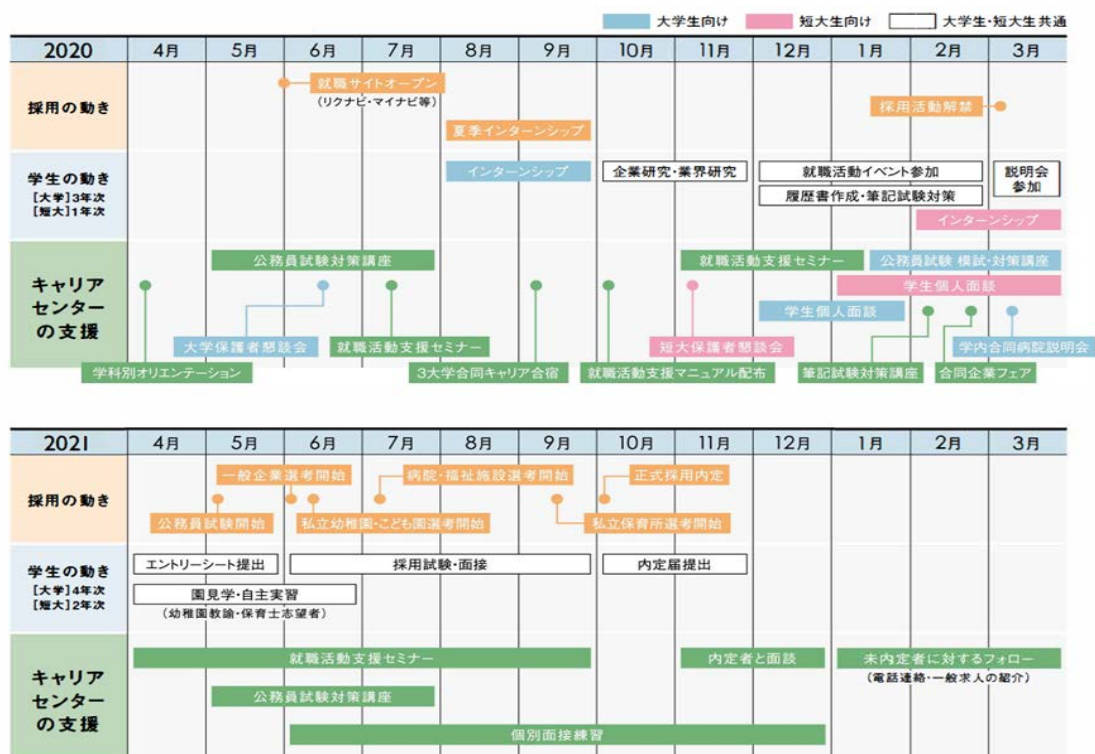 大学生向け 短大生向け 大学生・短大生共通
2020 4月 5月 6月 7月 8月 9月 10月 11月 12月 1月 2月 3月
採用の動き
就職サイトオープン
(リクナビ・マイナビ等)
採用活動解禁
夏季インターンシップ
学生の動き
[大学]3年次
[短大]1年次
インターンシップ
企業研究・業界研究
就職活動イベント参加
説明会
参加
履歴書作成・筆記試験対策
インターンシップ
キャリア
センター
の支援
公務員試験対策講座
就職活動支援セミナー
公務員試験 模試・対策講座
学生個人面談
学生個人面談
大学保護者懇談会
就職活動支援セミナー
短大保護者懇談会
学内合同病院説明会
学科別オリエンテーション
3大学合同キャリア合宿
就職活動支援マニュアル配布
筆記試験対策講座
合同企業フェア
2021 4月 5月 6月 7月 8月 9月 10月 11月 12月 1月 2月 3月
採用の動き
一般企業選考開始
病院・福祉施設選考開始
正式採用内定
公務員試験開始
私立幼稚園・こども園選考開始
私立保育所選考開始
学生の動き
[大学]4年次
[短大]2年次
エントリーシート提出
採用試験・面接
内定届提出
園見学・自主実習
(幼稚園教諭・保育士志望者)
キャリア
センター
の支援
就職活動支援セミナー
内定者と面談
未内定者に対するフォロー
(電話連絡・一般求人の紹介)
公務員試験対策講座
個別面接練習